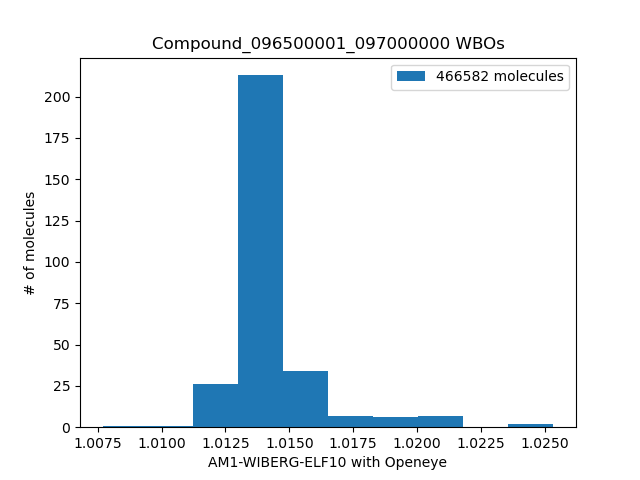 Compound_096500001_097000000 WBOs
466582 molecules
# of molecules
200
175
150
125
100
75
50
25
0
1.0075 1.0100 1.0125 1.0150 1.0175 1.0200 1.0225 1.0250
AM1-WIBERG-ELF10 with Openeye